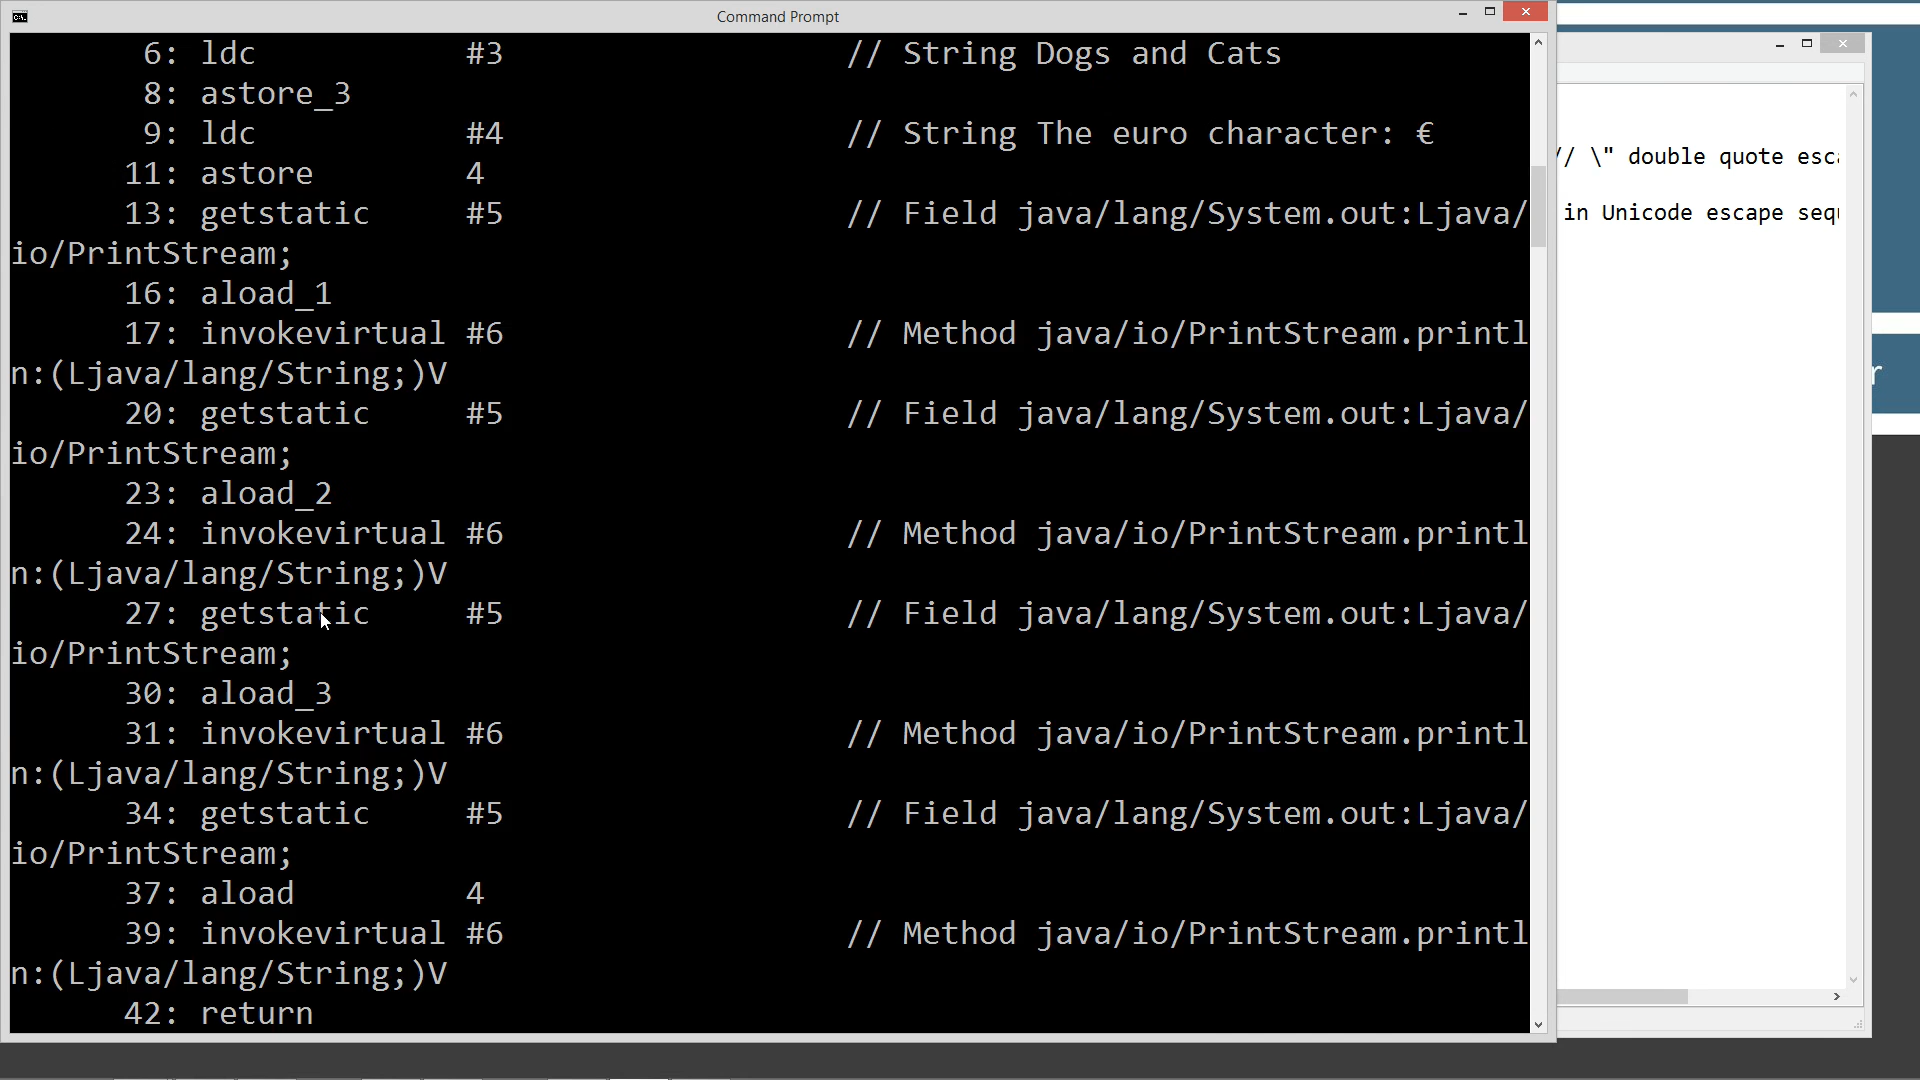 Command Prompt
6: ldc #3 // String Dogs and Cats
8: astore_3
9: ldc #4 // String The euro character: €
11: astore 4
13: getstatic #5 // Field java/lang/System.out:Ljava/
io/PrintStream;
16: aload_1
17: invokevirtual #6 // Method java/io/PrintStream.printl
n:(Ljava/lang/String;)V
20: getstatic #5 // Field java/lang/System.out:Ljava/
io/PrintStream;
23: aload_2
24: invokevirtual #6 // Method java/io/PrintStream.printl
n:(Ljava/lang/String;)V
27: getstatic #5 // Field java/lang/System.out:Ljava/
io/PrintStream;
30: aload_3
31: invokevirtual #6 // Method java/io/PrintStream.printl
n:(Ljava/lang/String;)V
34: getstatic #5 // Field java/lang/System.out:Ljava/
io/PrintStream;
37: aload 4
39: invokevirtual #6 // Method java/io/PrintStream.printl
n:(Ljava/lang/String;)V
42: return
// \" double quote esc
in Unicode escape seq
r